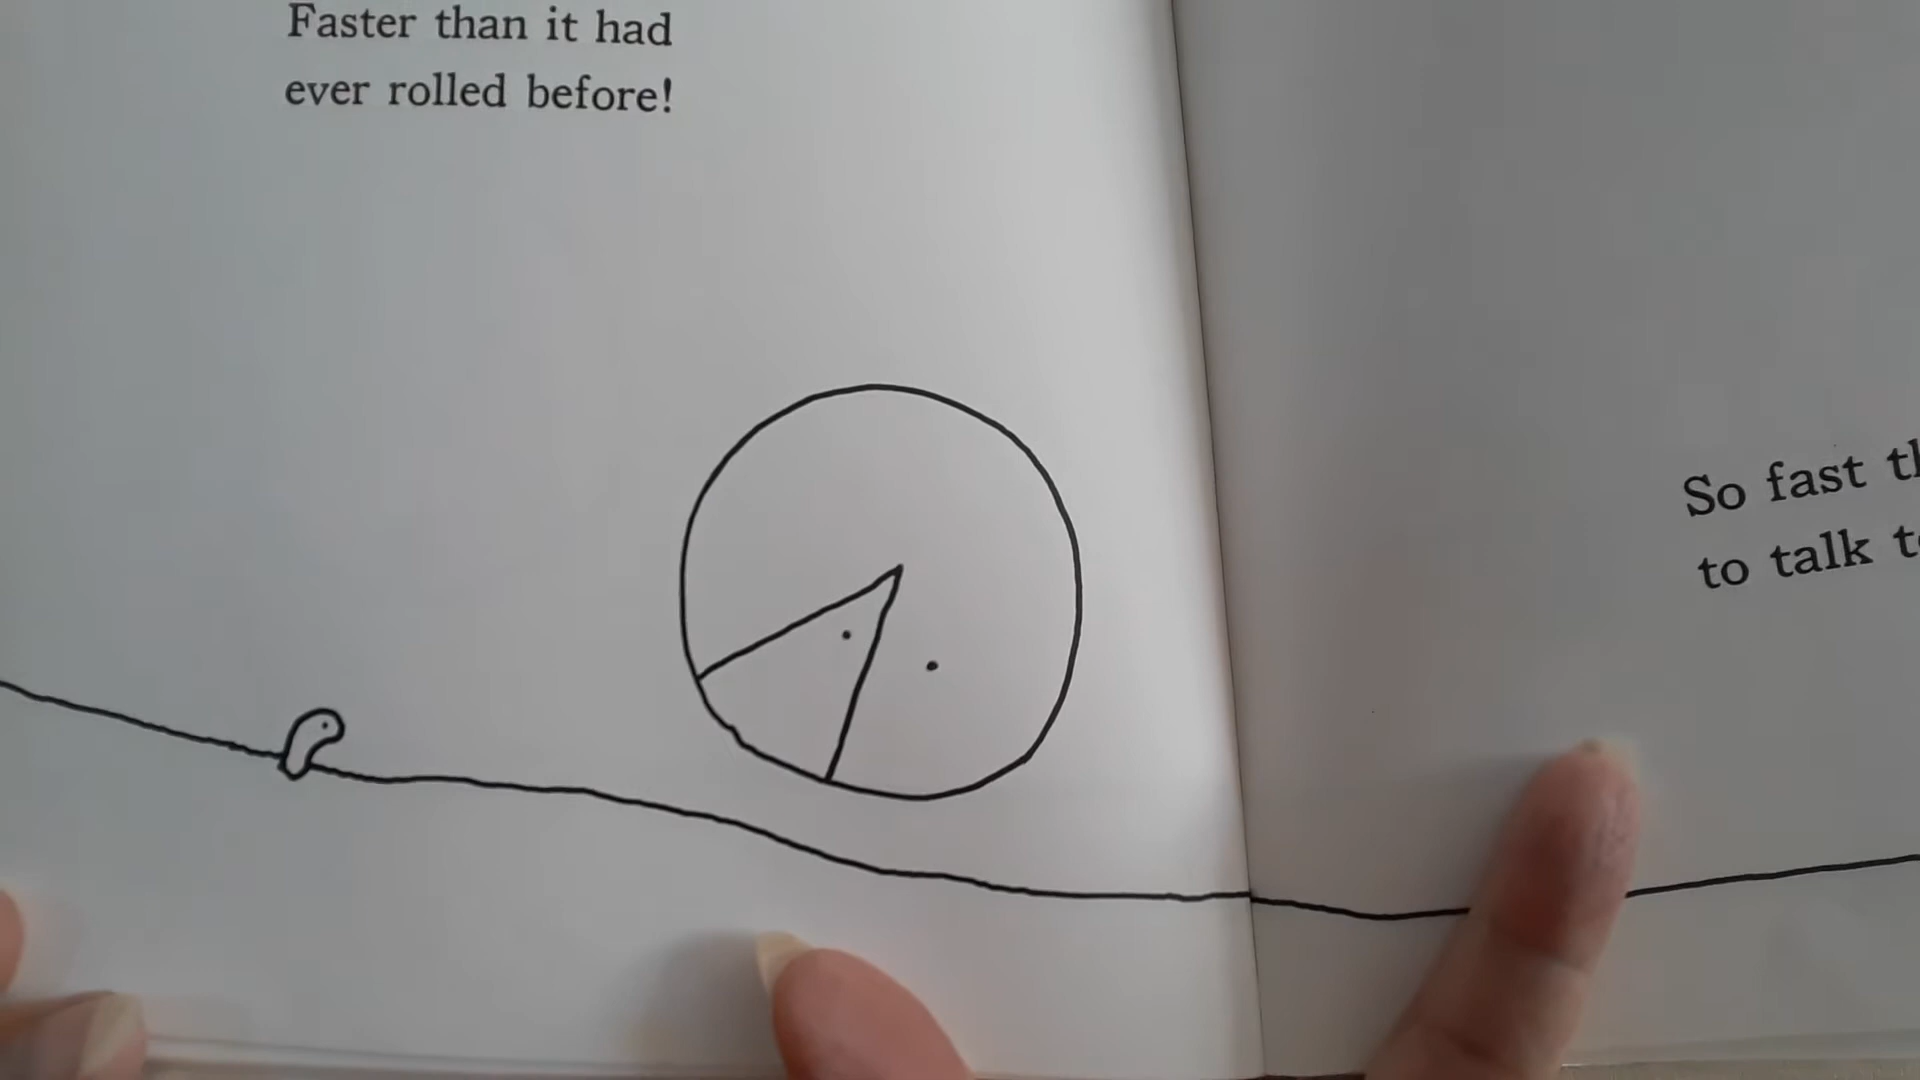 Faster than it had
ever rolled before!
So fast
to talk